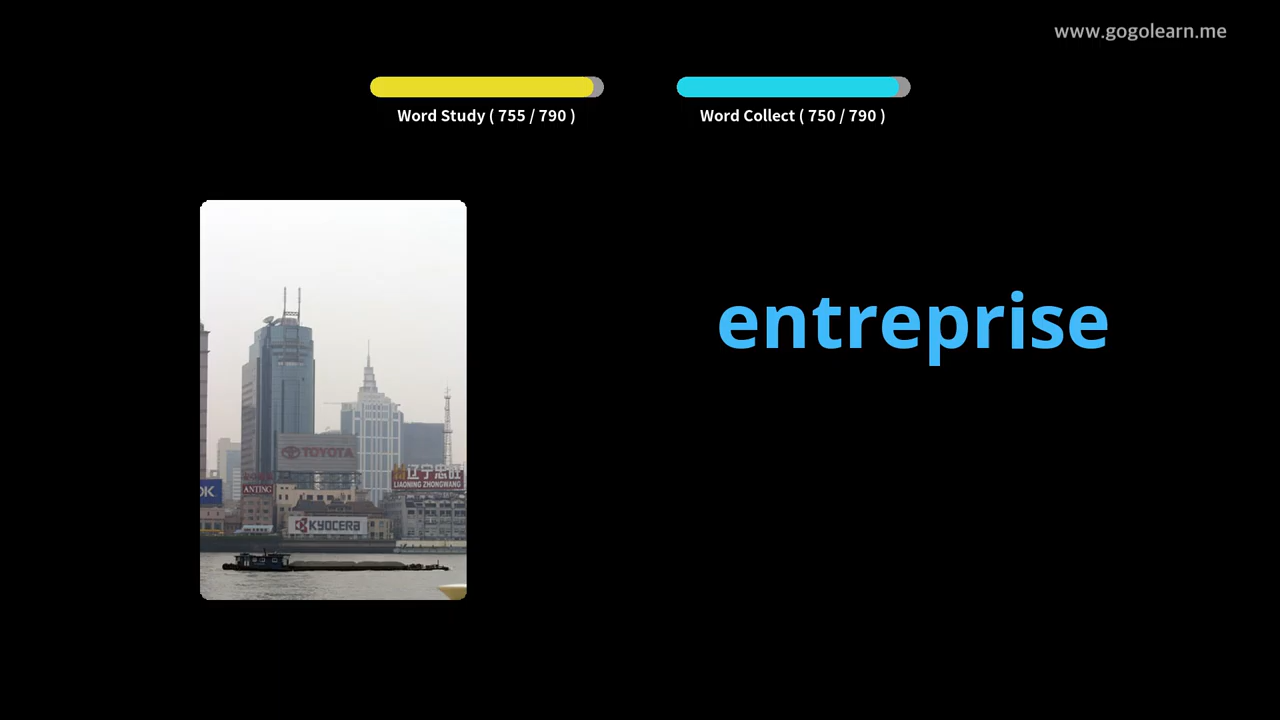 www.gogolearn.me
Word Study ( 755 / 790 )
Word Collect ( 750 / 790 )
entreprise
TOYOTA
辽宁忠旺
LIAONING ZHONGWANG
ANTING
OK
KYOCERA